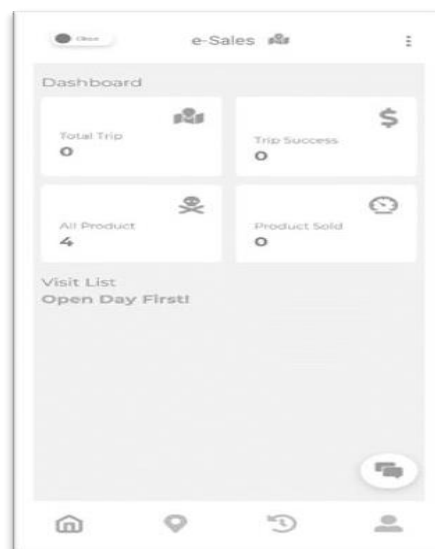 Close
e-Sales
Dashboard
Total Trip
0
Trip Success
0
All Product
4
Product Sold
0
Visit List
Open Day First!